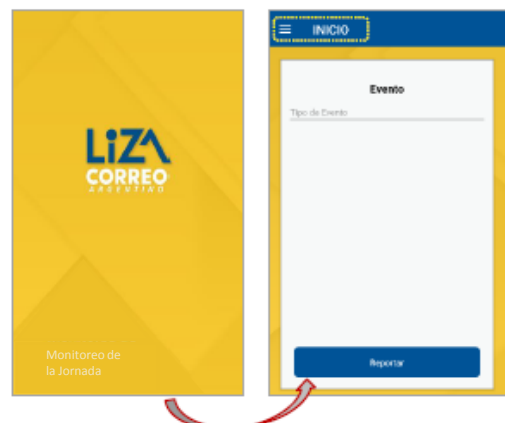 LiZA
CORREO
ARGENTINO
Monitoreo de
la Jornada
INICIO
Evento
Tipo de Evento
Reportar